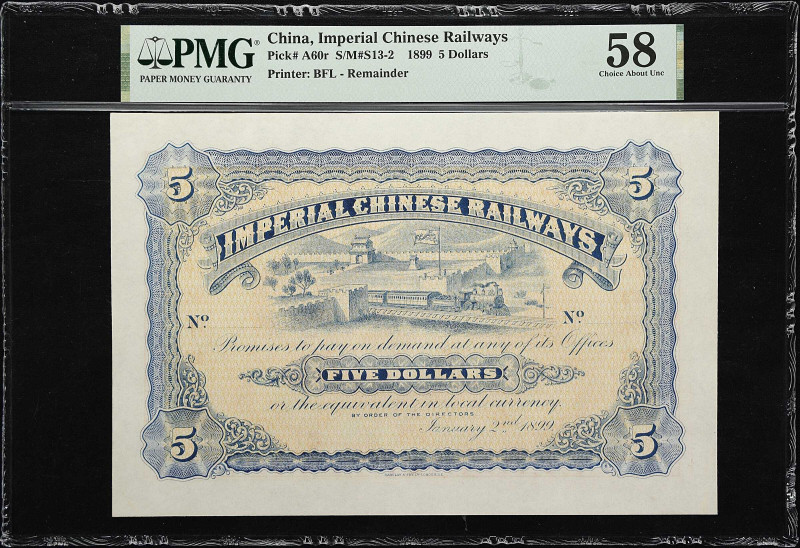 PMG®
PAPER MONEY GUARANTY
China, Imperial Chinese Railways
Pick# A60r S/M#S13-2 1899 5 Dollars
Printer: BFL - Remainder
58
Choice About Unc
5 5
IMPERIAL CHINESE RAILWAYS
No. No.
Promises to pay on demand at any of its Offices
FIVE DOLLARS
or the equivalent in local currency.
BY ORDER OF THE DIRECTORS
January 2nd 1899
5 5